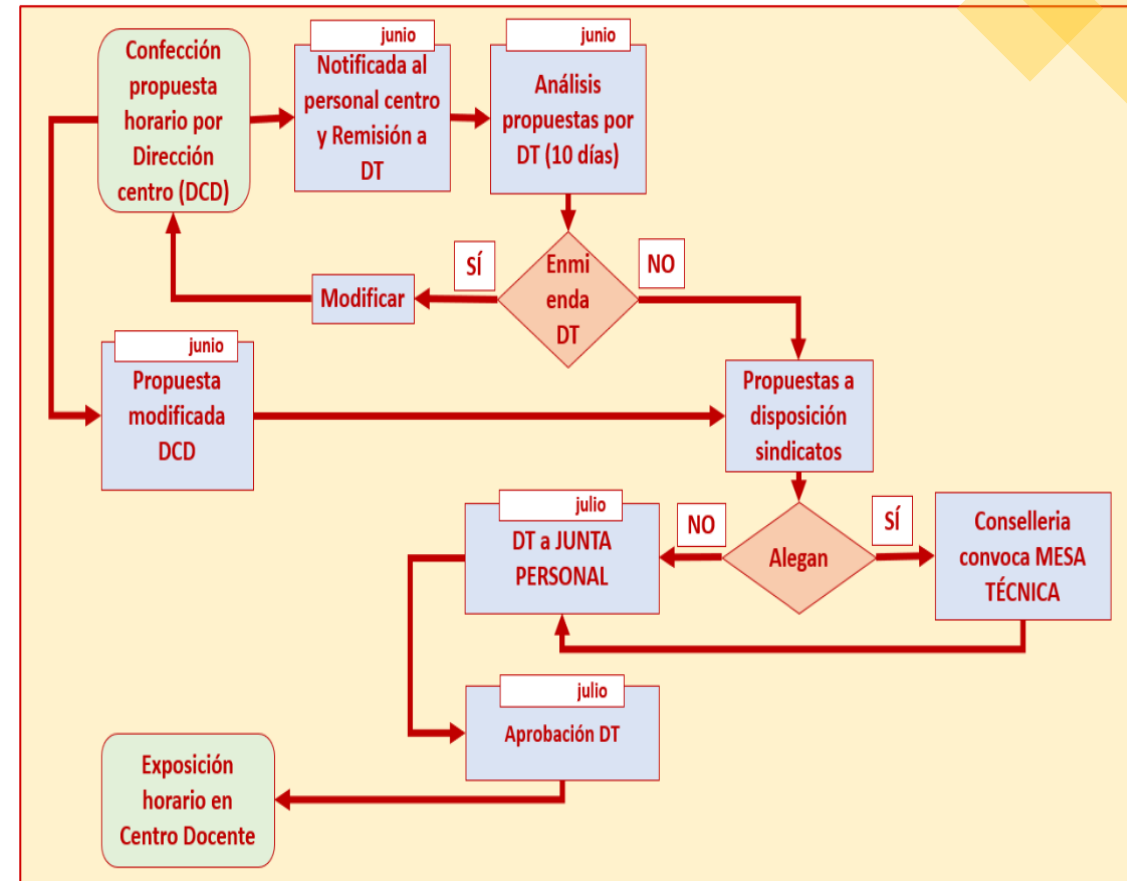 Confección
propuesta
horario por
Dirección
centro (DCD)
junio
Notificada al
personal centro
y Remisión a
DT
junio
Análisis
propuestas por
DT (10 días)
SÍ
Enmi
enda
DT
NO
Modificar
junio
Propuesta
modificada
DCD
Propuestas a
disposición
sindicatos
julio
DT a JUNTA
PERSONAL
NO
Alegan
SÍ
Conselleria
convoca MESA
TÉCNICA
julio
Aprobación DT
Exposición
horario en
Centro Docente